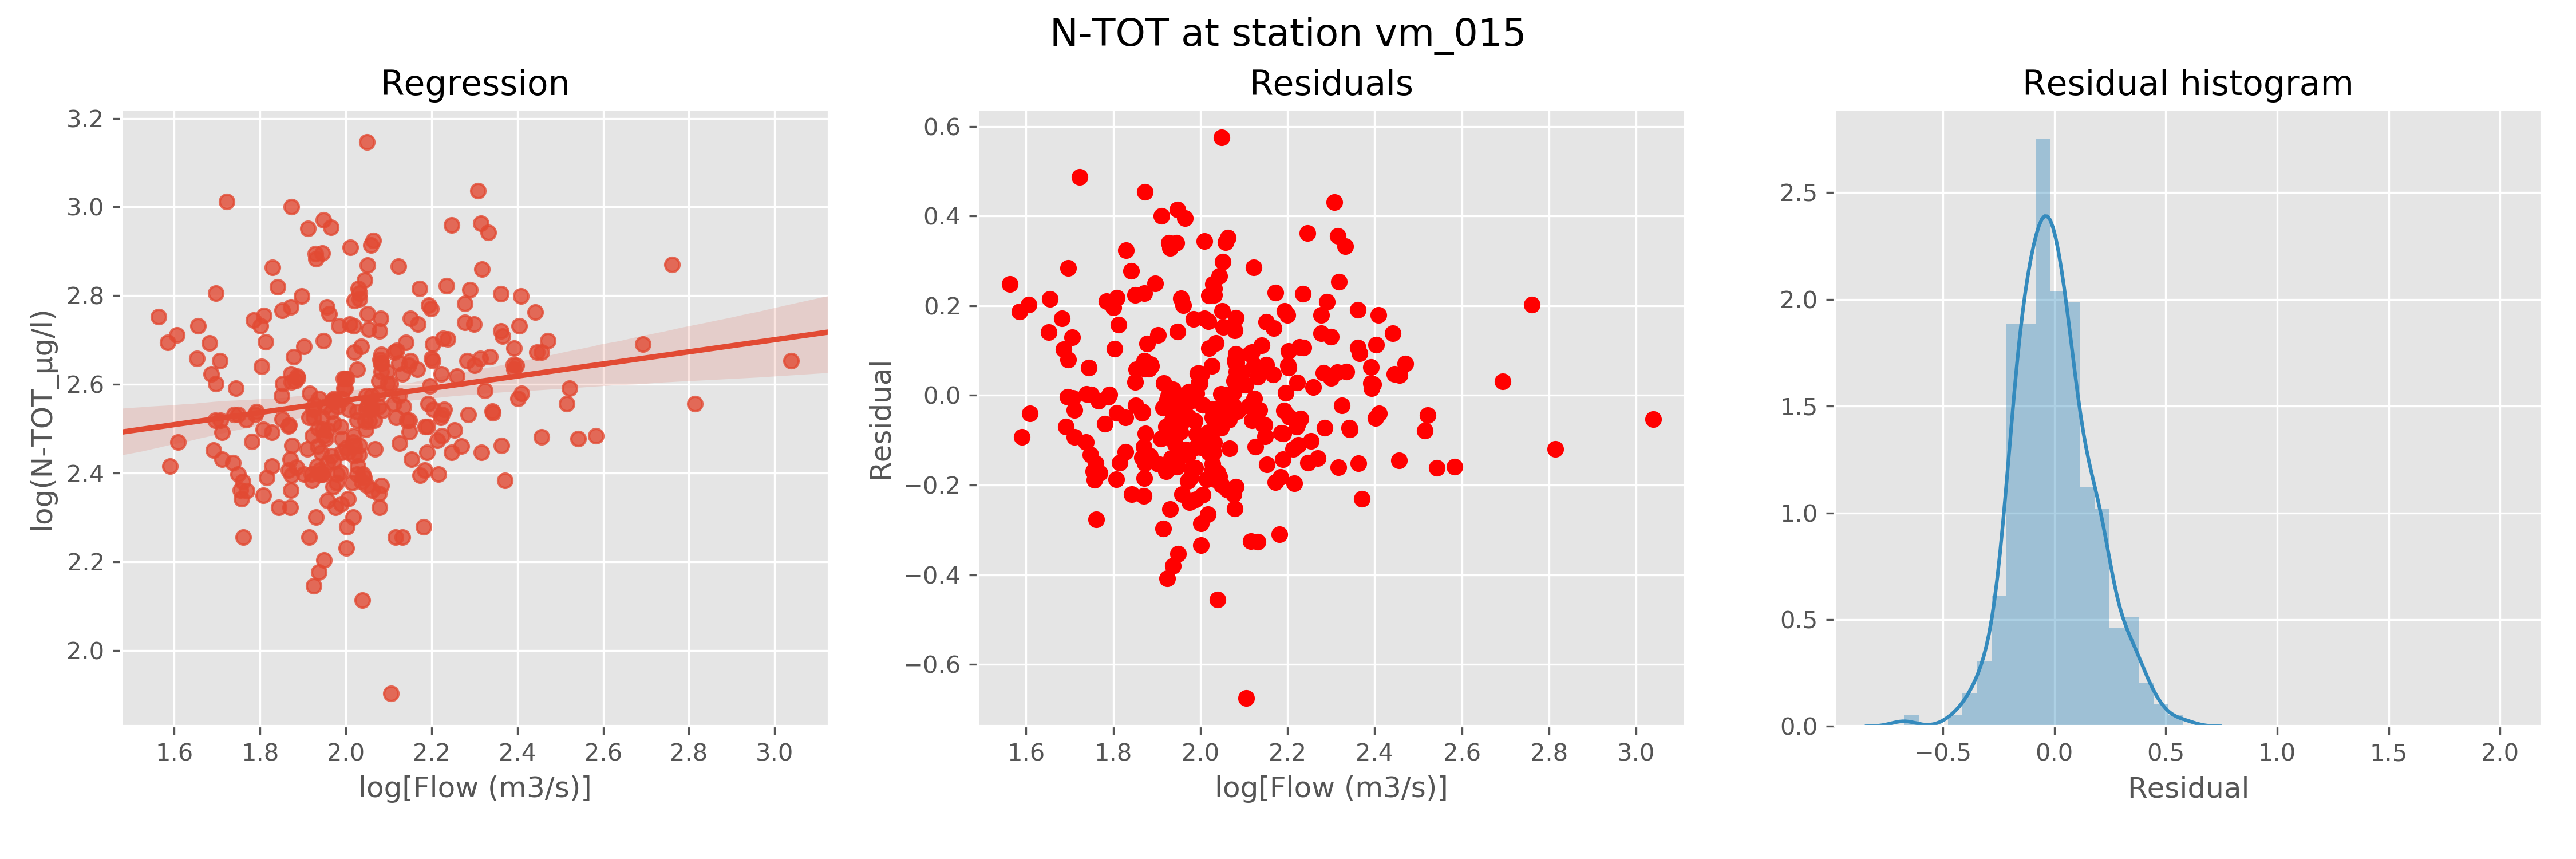 N-TOT at station vm_015
Regression
3.2
3.0
2.8
2.6
2.4
2.2
2.0
log(N-TOT_µg/l)
1.6 1.8 2.0 2.2 2.4 2.6 2.8 3.0
log[Flow (m3/s)]
Residuals
0.6
0.4
0.2
0.0
−0.2
−0.4
−0.6
Residual
1.6 1.8 2.0 2.2 2.4 2.6 2.8 3.0
log[Flow (m3/s)]
Residual histogram
2.5
2.0
1.5
1.0
0.5
0.0
−0.5 0.0 0.5 1.0 1.5 2.0
Residual